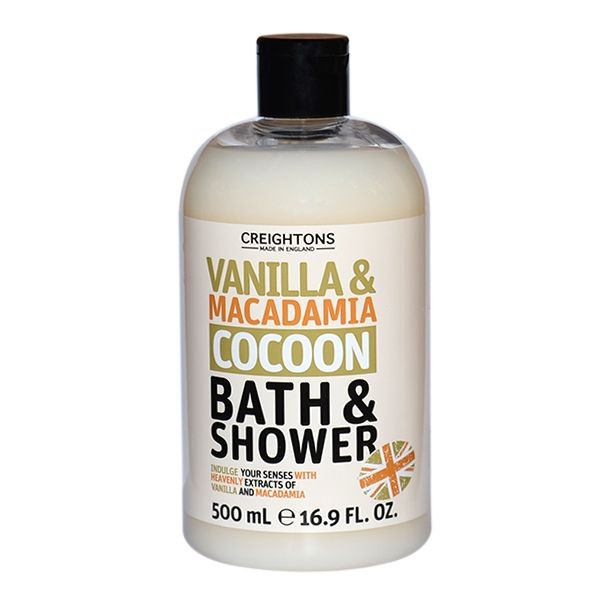 CREIGHTONS
MADE IN ENGLAND
VANILLA &
MACADAMIA
COCOON
BATH &
SHOWER
INDULGE YOUR SENSES WITH
HEAVENLY EXTRACTS OF
VANILLA AND MACADAMIA
500 mL ℮ 16.9 FL. OZ.